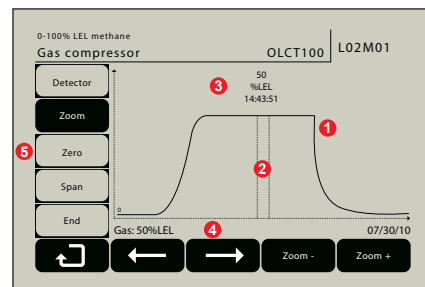 0-100% LEL methane
Gas compressor OLCT100 L02M01
Detector
Zoom
Zero
Span
End
50
%LEL
14:43:51
3
1
5
2
4
0
Gas: 50%LEL 07/30/10
Zoom - Zoom +